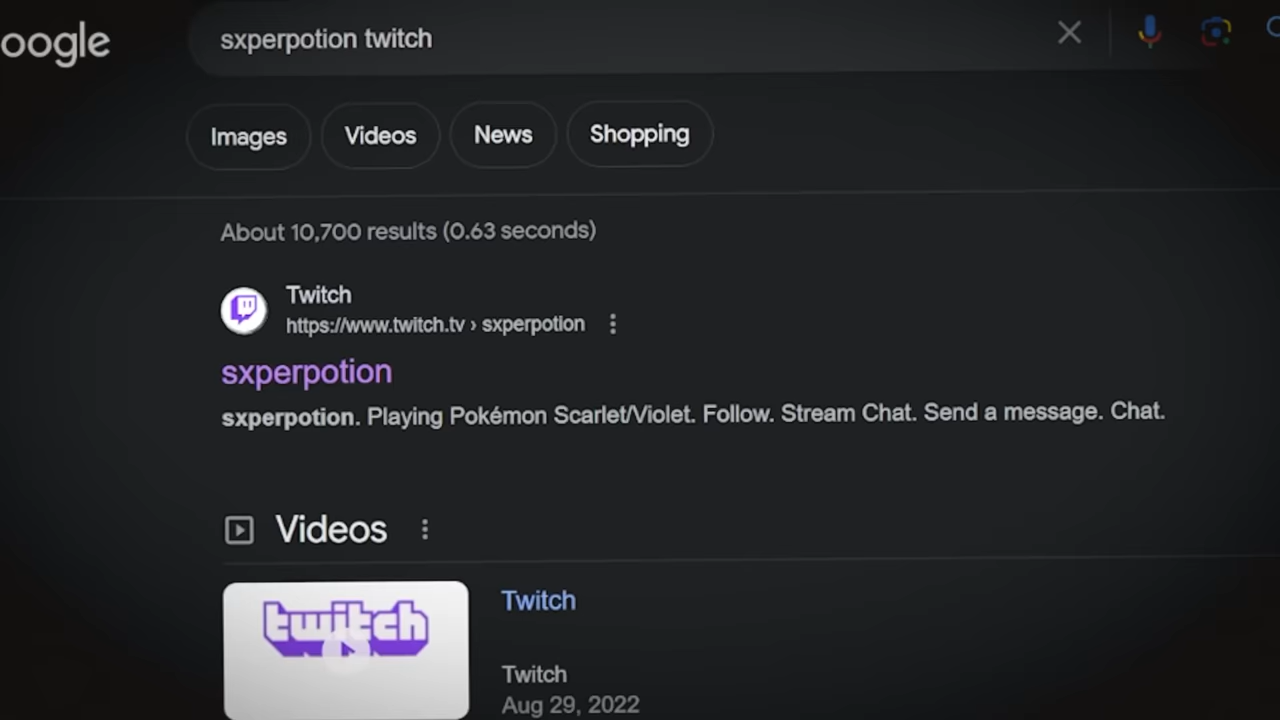 oogle
sxperpotion twitch
Images Videos News Shopping
About 10,700 results (0.63 seconds)
Twitch
https://www.twitch.tv › sxperpotion
sxperpotion
sxperpotion. Playing Pokémon Scarlet/Violet. Follow. Stream Chat. Send a message. Chat.
Videos
twitch
Twitch
Twitch
Aug 29, 2022